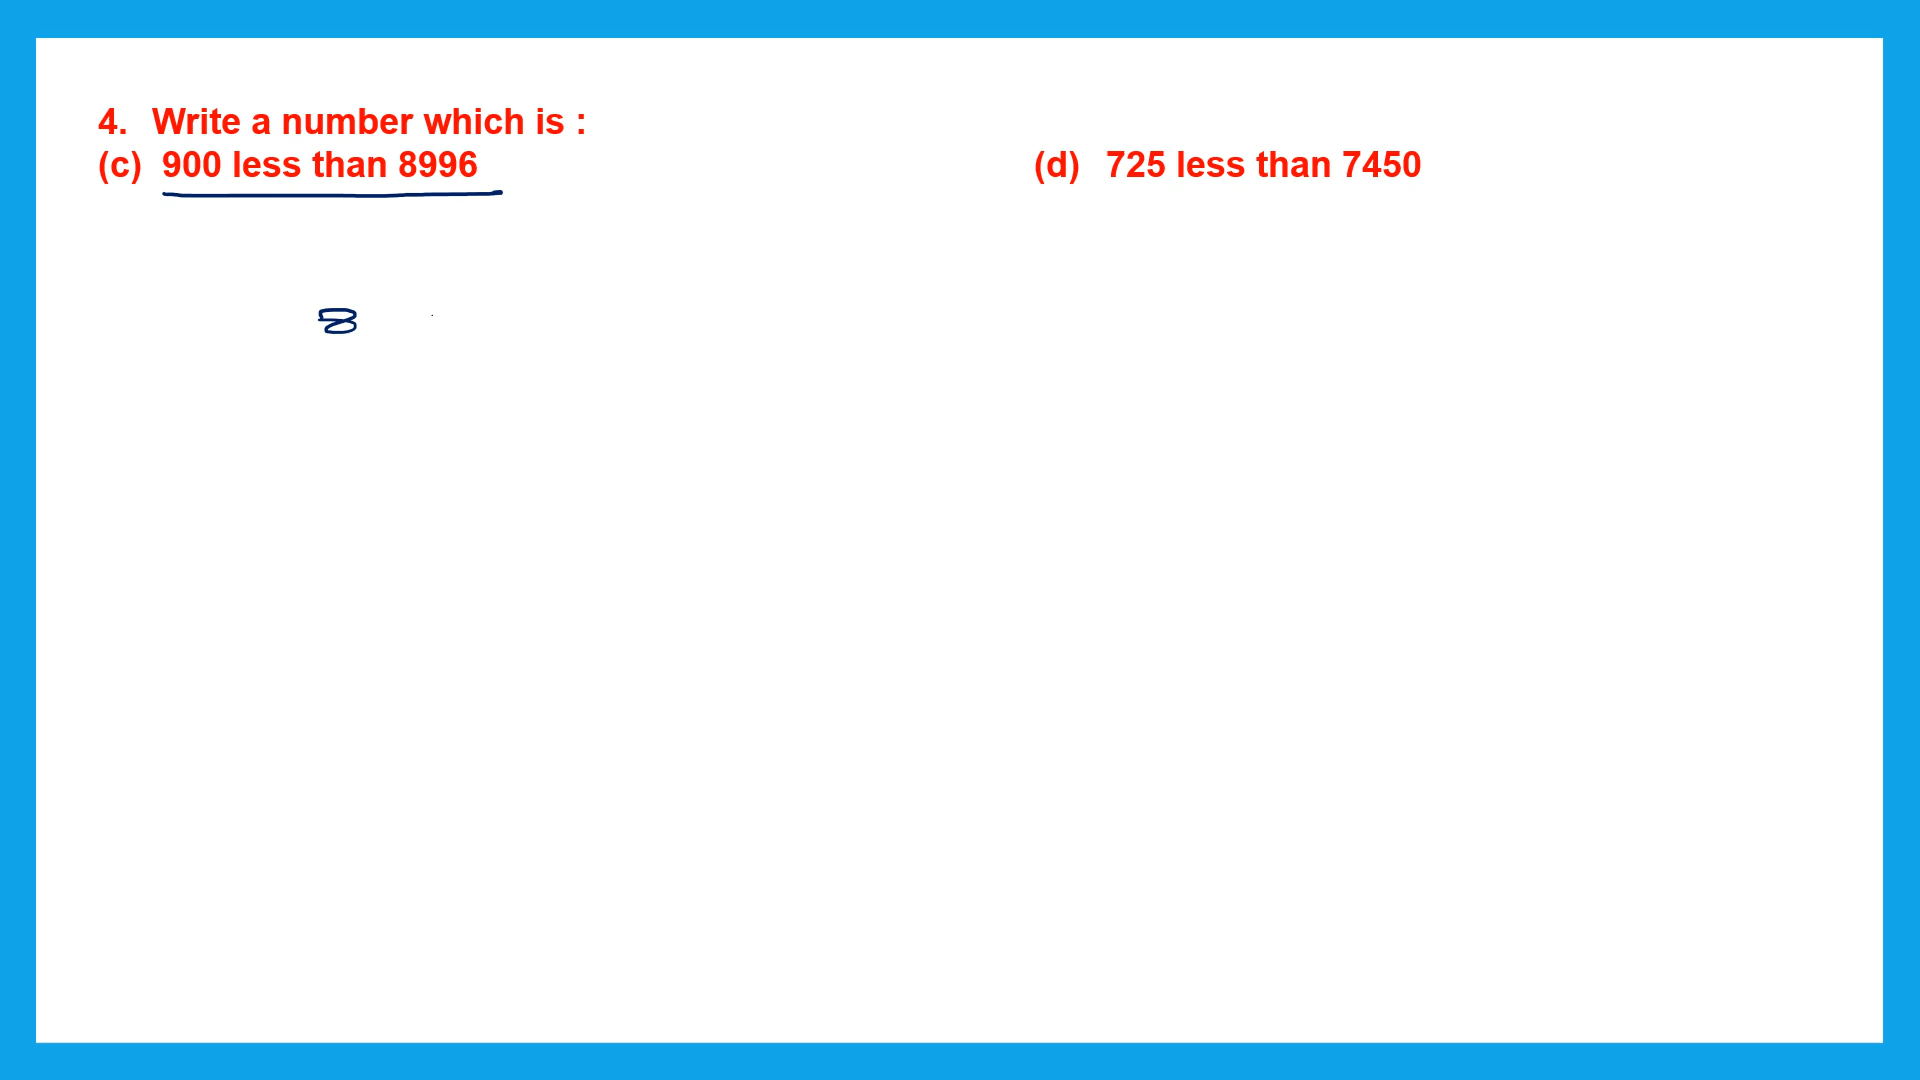 4. Write a number which is :
(c) 900 less than 8996
(d) 725 less than 7450
8